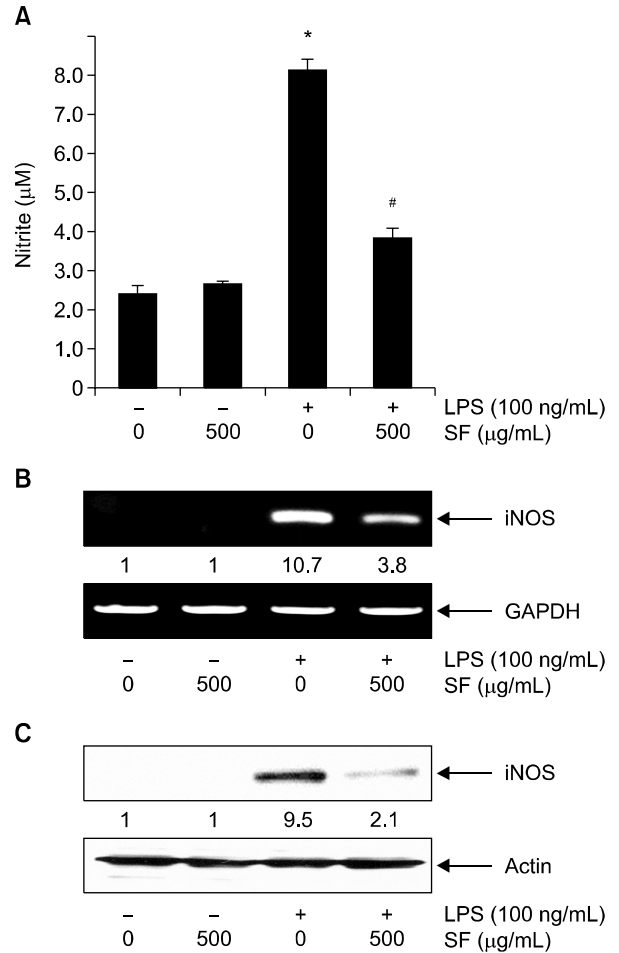 A
*
8.0
7.0
6.0
5.0
#
4.0
3.0
2.0
1.0
0
Nitrite (μM)
– – + + LPS (100 ng/mL)
0 500 0 500 SF (μg/mL)
B
iNOS
1 1 10.7 3.8
GAPDH
– – + + LPS (100 ng/mL)
0 500 0 500 SF (μg/mL)
C
iNOS
1 1 9.5 2.1
Actin
– – + + LPS (100 ng/mL)
0 500 0 500 SF (μg/mL)